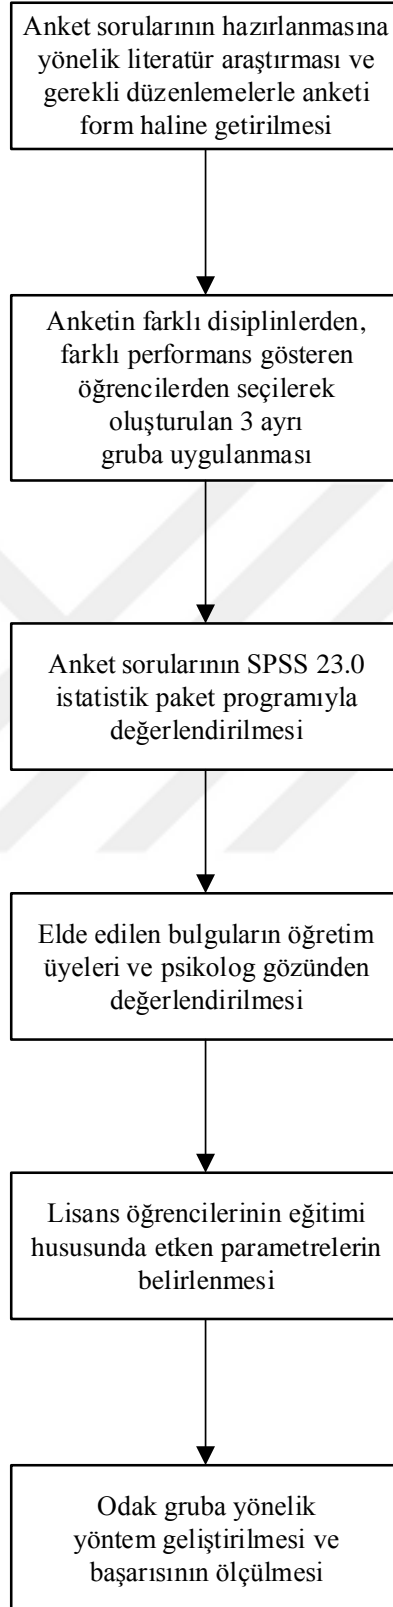 Anket sorularının hazırlanmasına
yönelik literatür araştırması ve
gerekli düzenlemelerle anketi
form haline getirilmesi
Anketin farklı disiplinlerden,
farklı performans gösteren
öğrencilerden seçilerek
oluşturulan 3 ayrı
gruba uygulanması
Anket sorularının SPSS 23.0
istatistik paket programıyla
değerlendirilmesi
Elde edilen bulguların öğretim
üyeleri ve psikolog gözünden
değerlendirilmesi
Lisans öğrencilerinin eğitimi
hususunda etken parametrelerin
belirlenmesi
Odak gruba yönelik
yöntem geliştirilmesi ve
başarısının ölçülmesi